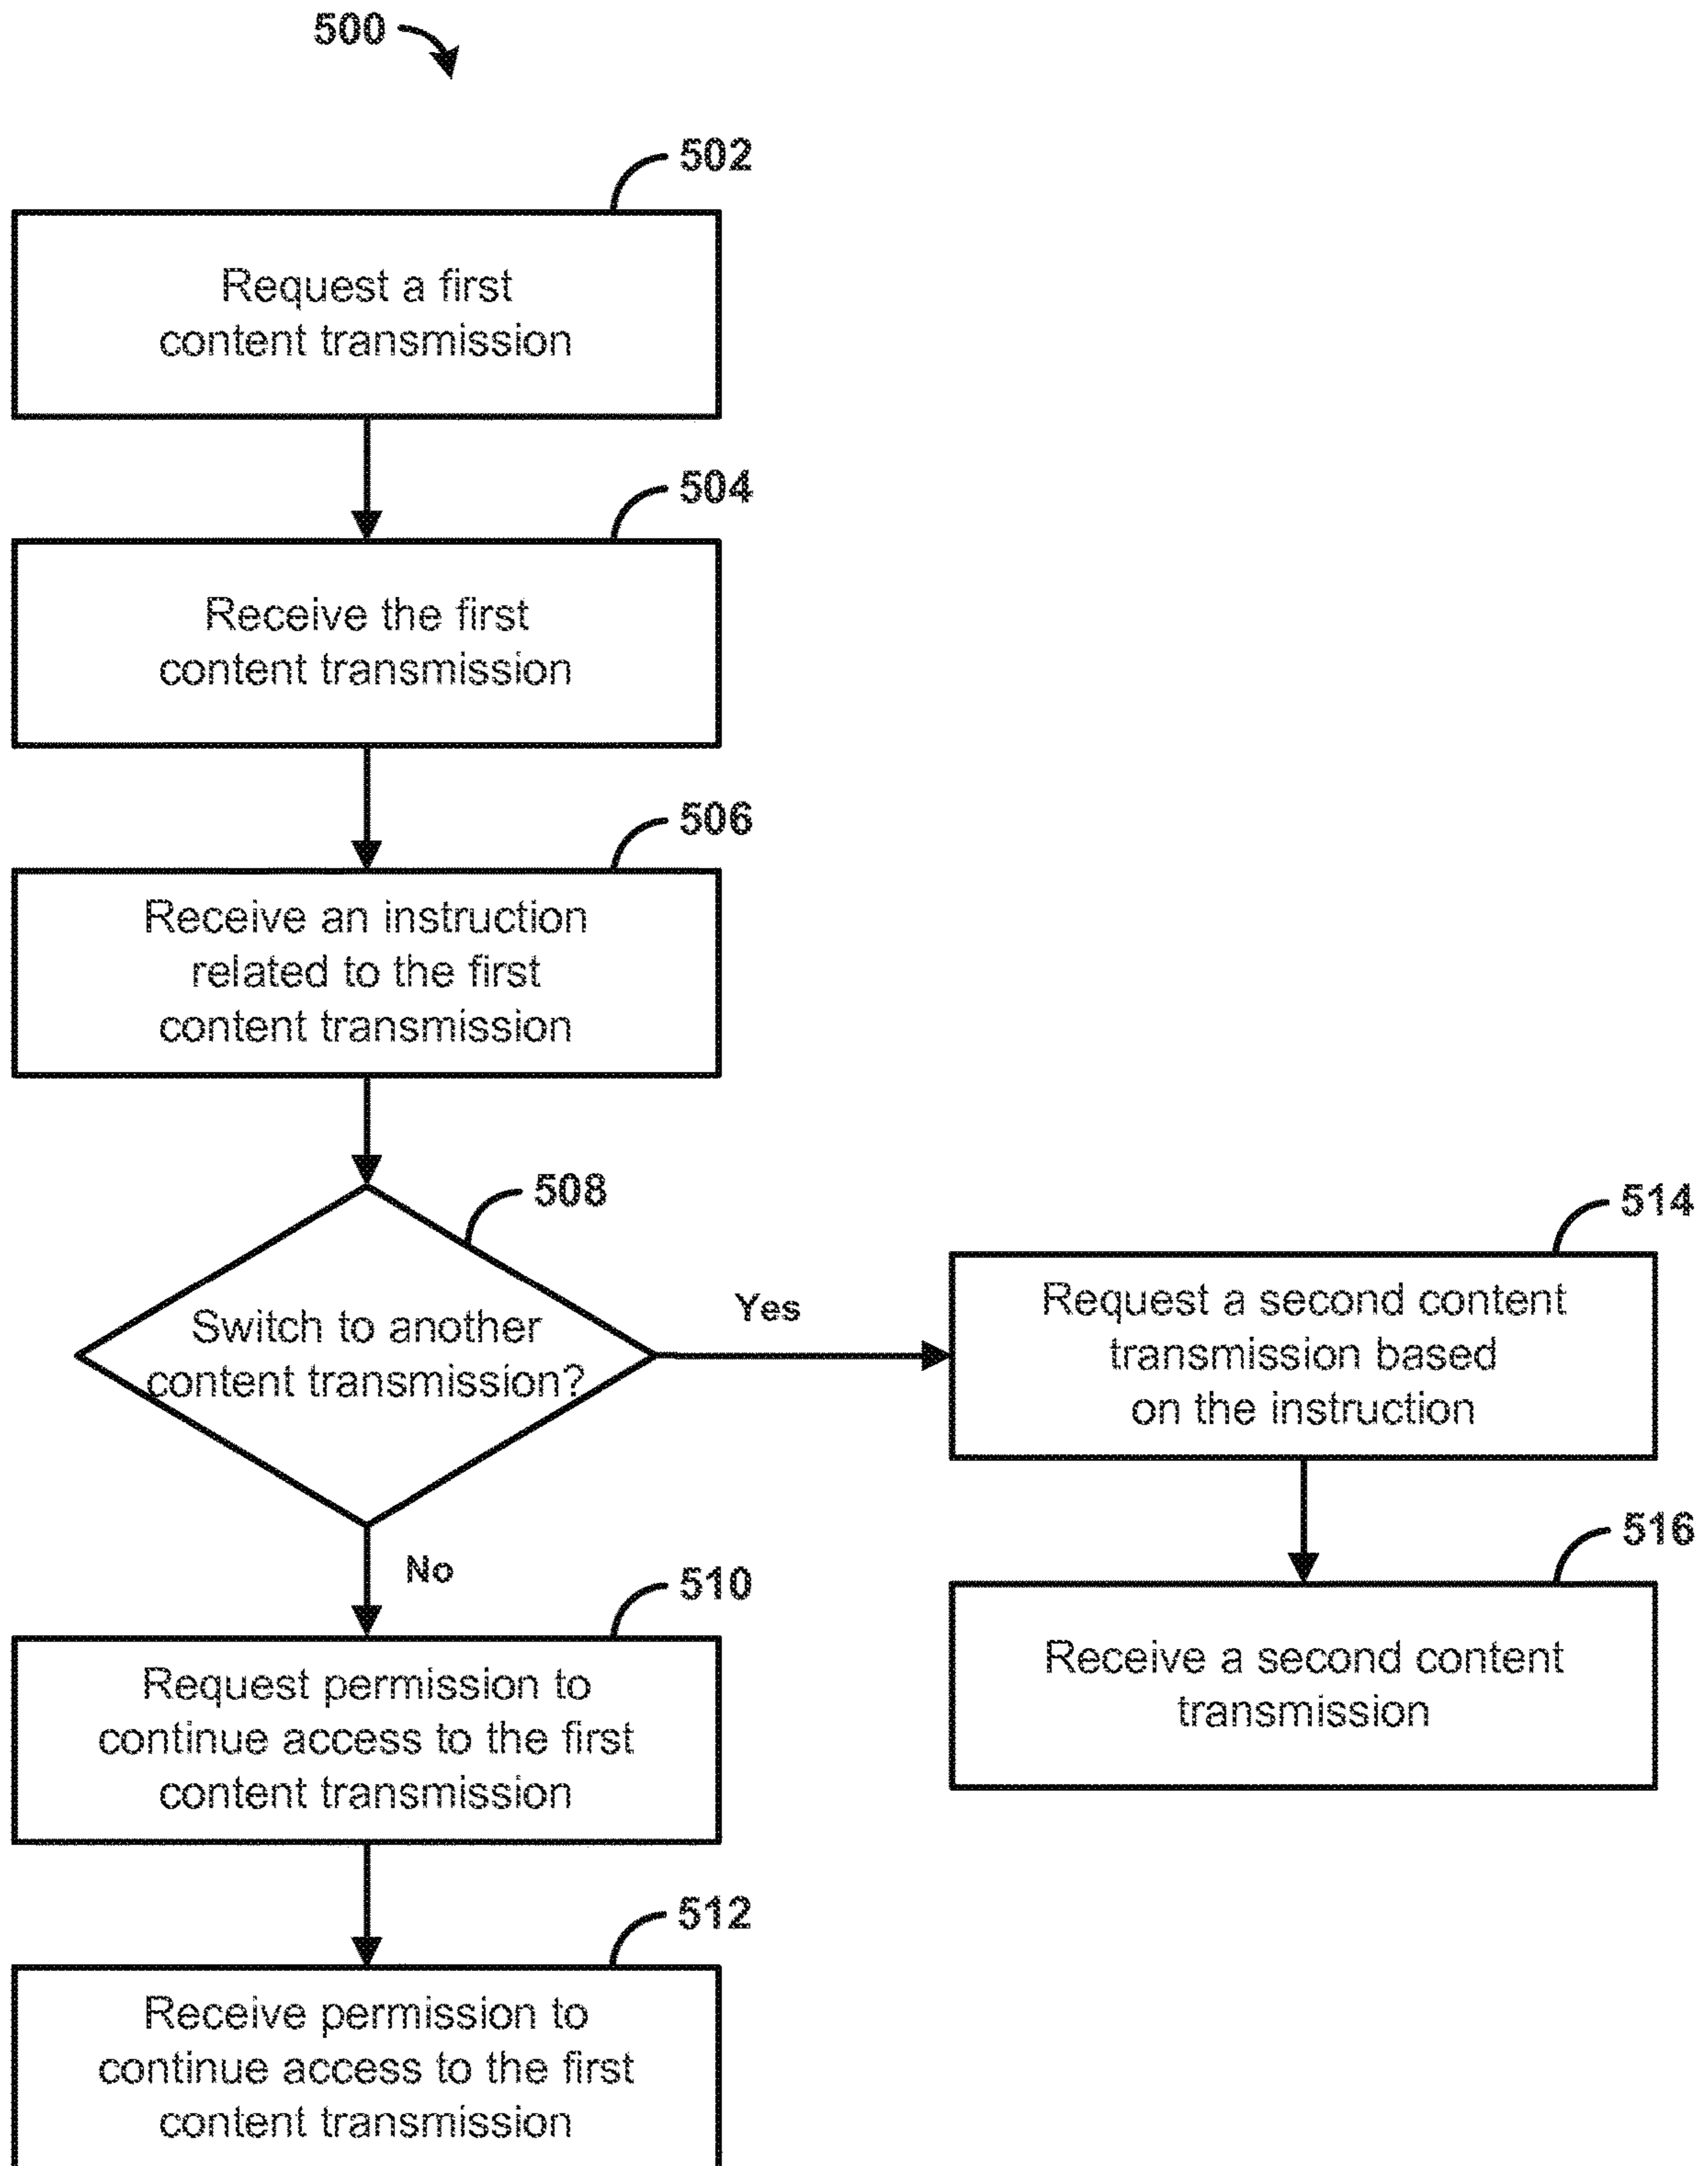 500
502
Request a first
content transmission
504
Receive the first
content transmission
506
Receive an instruction
related to the first
content transmission
508
Switch to another
content transmission?
Yes
No
510
Request permission to
continue access to the first
content transmission
512
Receive permission to
continue access to the first
content transmission
514
Request a second content
transmission based
on the instruction
516
Receive a second content
transmission